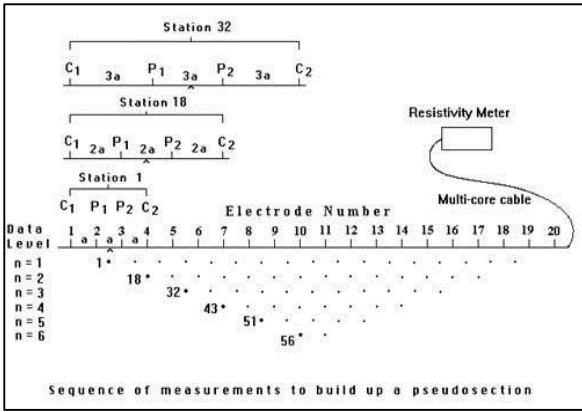 Station 32
C1 3a P1 3a P2 3a C2
Station 18
C1 2a P1 2a P2 2a C2
Resistivity Meter
Station 1
C1 P1 P2 C2
Multi-core cable
Electrode Number
Data Level
1 2 3 4 5 6 7 8 9 10 11 12 13 14 15 16 17 18 19 20
a a a
n = 1 1
n = 2 18
n = 3 32
n = 4 43
n = 5 51
n = 6 56
Sequence of measurements to build up a pseudosection